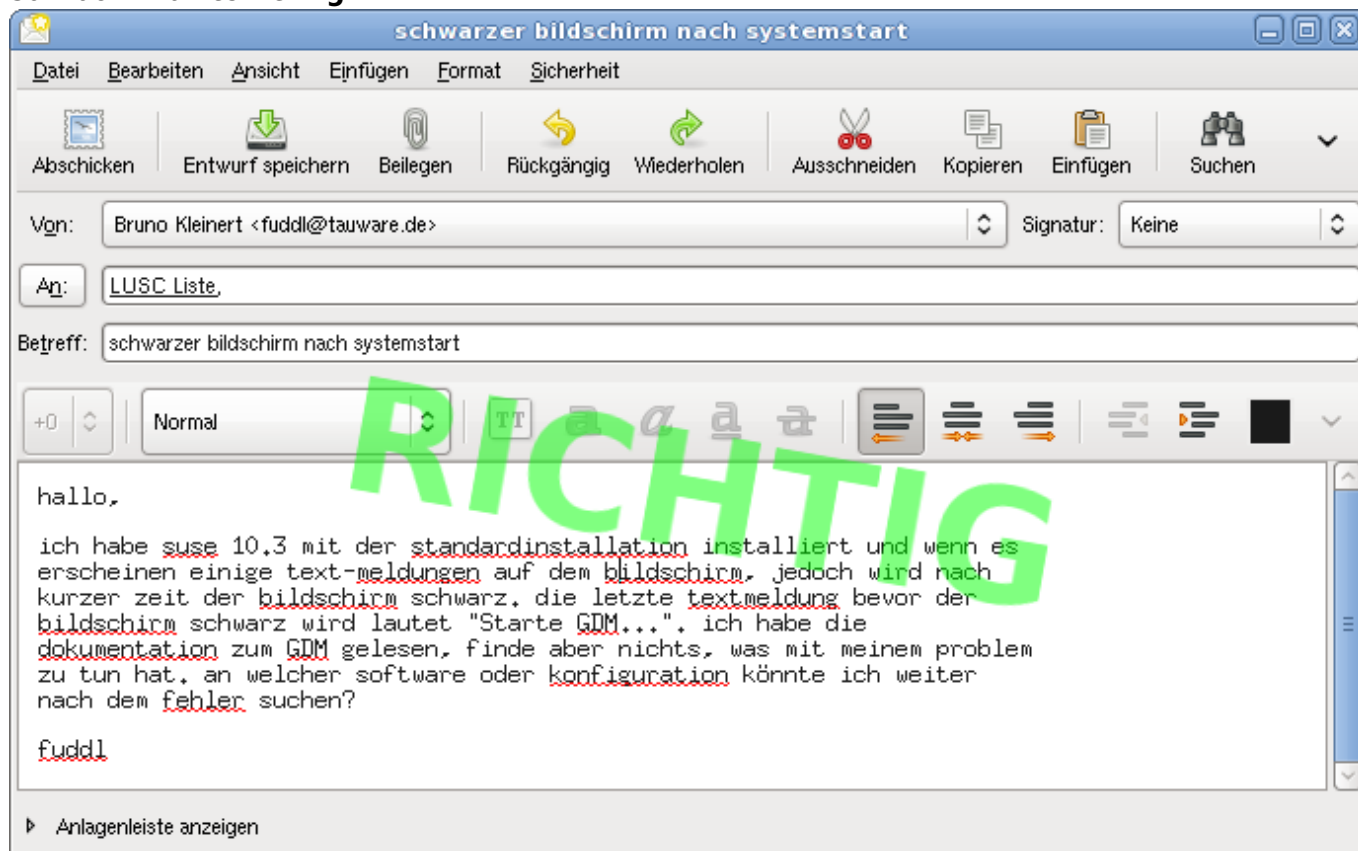 schwarzer bildschirm nach systemstart
Datei Bearbeiten Ansicht Einfügen Format Sicherheit
Abschicken Entwurf speichern Beilegen Rückgängig Wiederholen Ausschneiden Kopieren Einfügen Suchen
Von: Bruno Kleinert <fuddl@tauware.de> Signatur: Keine
An: LUSC Liste,
Betreff: schwarzer bildschirm nach systemstart
+0 Normal TT a a a a
RICHTIG
hallo,
ich habe suse 10.3 mit der standardinstallation installiert und wenn es
erscheinen einige text-meldungen auf dem bildschirm, jedoch wird nach
kurzer zeit der bildschirm schwarz. die letzte textmeldung bevor der
bildschirm schwarz wird lautet "Starte GDM...". ich habe die
dokumentation zum GDM gelesen, finde aber nichts, was mit meinem problem
zu tun hat. an welcher software oder konfiguration könnte ich weiter
nach dem fehler suchen?
fuddl
Anlagenleiste anzeigen